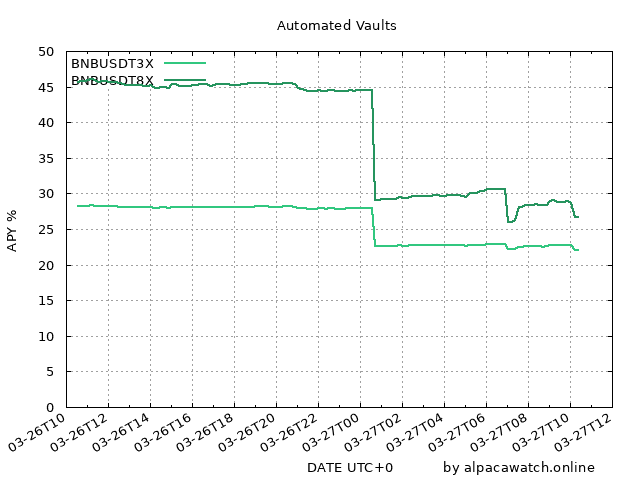 Automated Vaults
BNBUSDT3X
BNBUSDT8X
50
45
40
35
30
25
20
15
10
5
0
APY %
03-26T10
03-26T12
03-26T14
03-26T16
03-26T18
03-26T20
03-26T22
03-27T00
03-27T02
03-27T04
03-27T06
03-27T08
03-27T10
03-27T12
DATE UTC+0
by alpacawatch.online